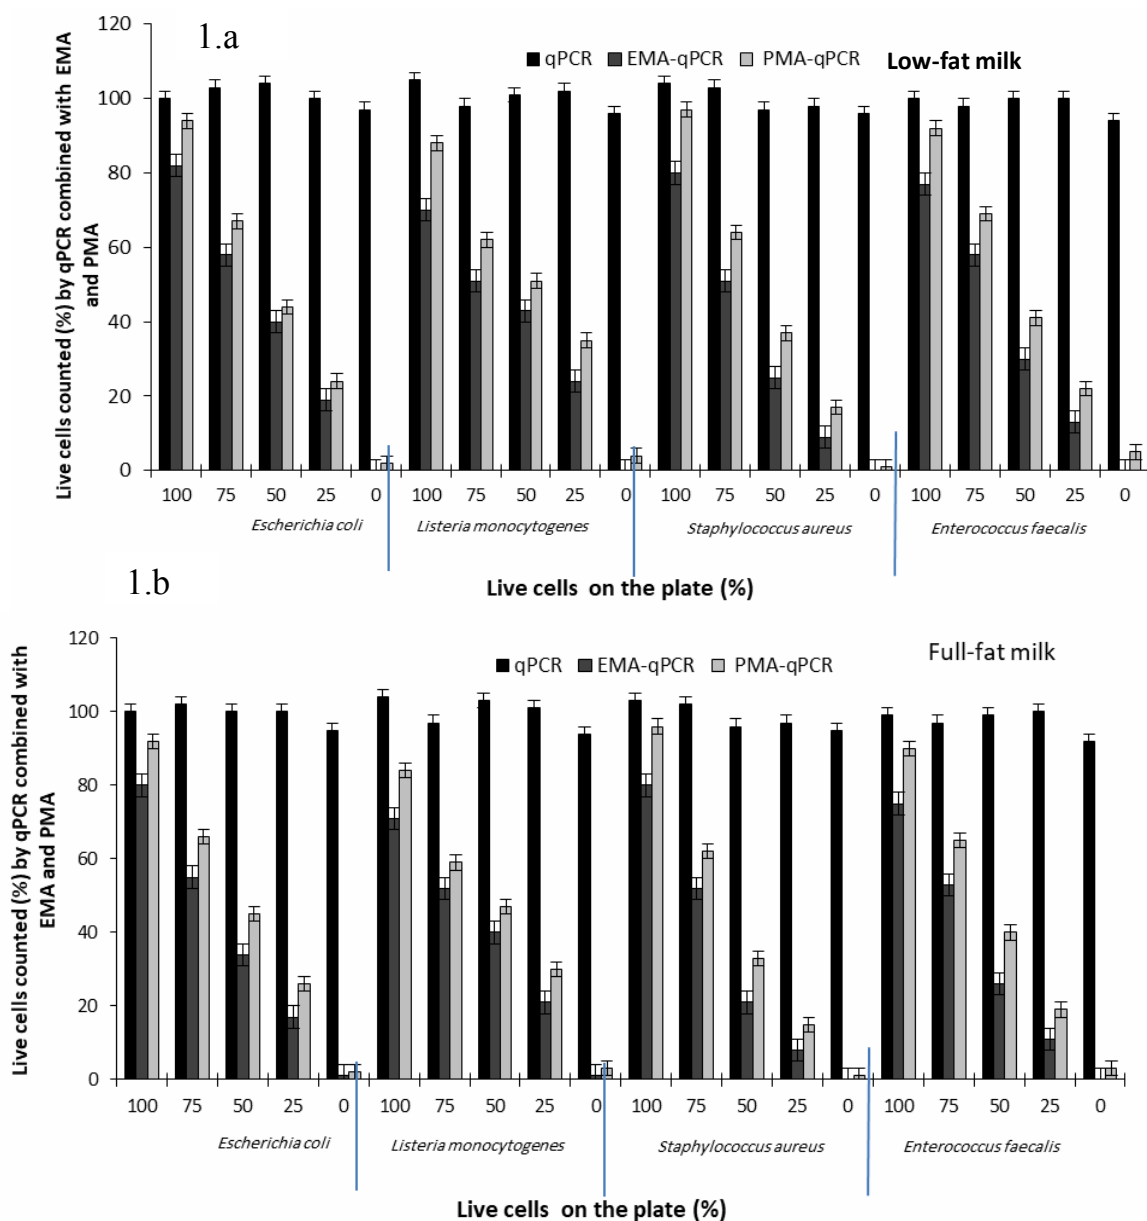 1.a
120
100
80
60
40
20
0
Live cells counted (%) by qPCR combined with EMA
and PMA
qPCR EMA-qPCR PMA-qPCR
Low-fat milk
100 75 50 25 0 100 75 50 25 0 100 75 50 25 0 100 75 50 25 0
Escherichia coli Listeria monocytogenes Staphylococcus aureus Enterococcus faecalis
Live cells on the plate (%)
1.b
120
100
80
60
40
20
0
Live cells counted (%) by qPCR combined with
EMA and PMA
qPCR EMA-qPCR PMA-qPCR
Full-fat milk
100 75 50 25 0 100 75 50 25 0 100 75 50 25 0 100 75 50 25 0
Escherichia coli Listeria monocytogenes Staphylococcus aureus Enterococcus faecalis
Live cells on the plate (%)